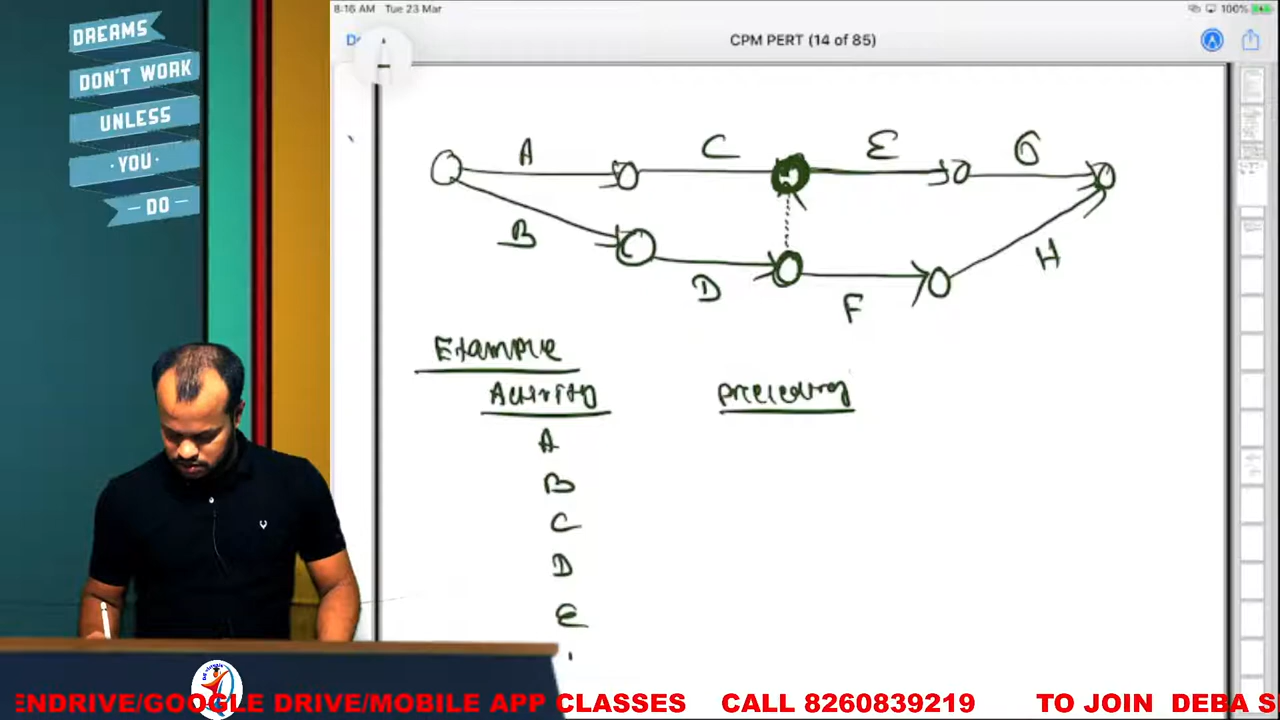 DREAMS
DON'T WORK
UNLESS
·YOU·
- DO -
8:16 AM Tue 23 Mar
100%
CPM PERT (14 of 85)
A C E G
B D F H
Example
Activity Preceding
A
B
C
D
E
ENDRIVE/GOOGLE DRIVE/MOBILE APP CLASSES CALL 8260839219 TO JOIN DEBA S